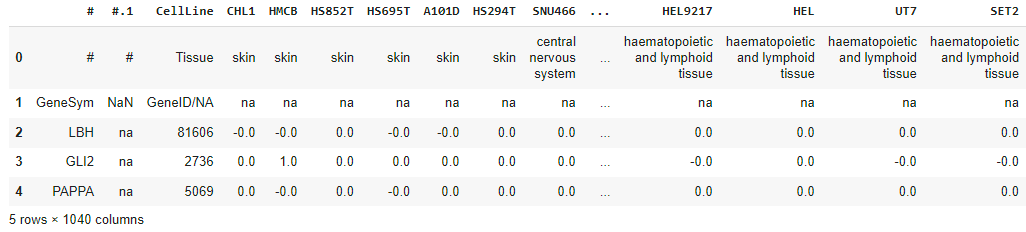 # #.1 CellLine CHL1 HMCB HS852T HS695T A101D HS294T SNU466 ... HEL9217 HEL UT7 SET2
0 # # Tissue skin skin skin skin skin skin central nervous system ... haematopoietic and lymphoid tissue haematopoietic and lymphoid tissue haematopoietic and lymphoid tissue haematopoietic and lymphoid tissue
1 GeneSym NaN GeneID/NA na na na na na na na ... na na na na
2 LBH na 81606 -0.0 -0.0 0.0 -0.0 -0.0 0.0 0.0 ... 0.0 0.0 0.0 0.0
3 GLI2 na 2736 0.0 1.0 0.0 0.0 0.0 0.0 0.0 ... -0.0 0.0 -0.0 -0.0
4 PAPPA na 5069 0.0 -0.0 0.0 -0.0 0.0 0.0 0.0 ... 0.0 0.0 0.0 0.0
5 rows × 1040 columns